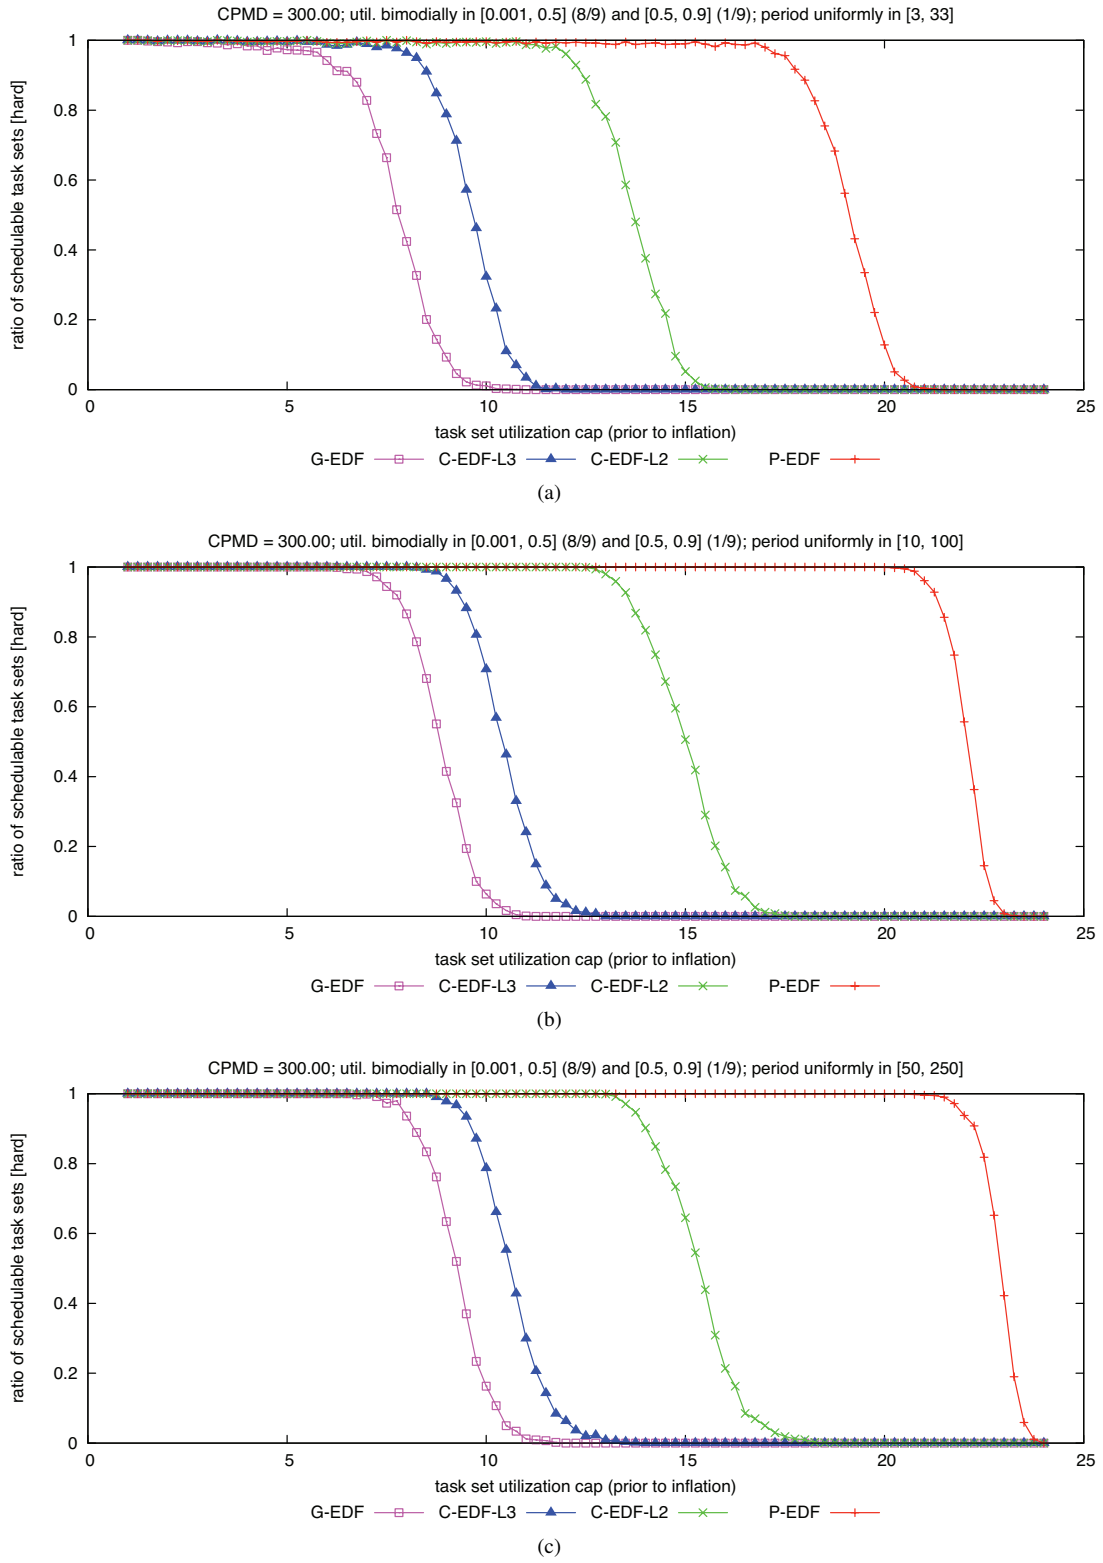 CPMD = 300.00; util. bimodially in [0.001, 0.5] (8/9) and [0.5, 0.9] (1/9); period uniformly in [3, 33]
ratio of schedulable task sets [hard]
1
0.8
0.6
0.4
0.2
0
0 5 10 15 20 25
task set utilization cap (prior to inflation)
G-EDF C-EDF-L3 C-EDF-L2 P-EDF
(a)
CPMD = 300.00; util. bimodially in [0.001, 0.5] (8/9) and [0.5, 0.9] (1/9); period uniformly in [10, 100]
ratio of schedulable task sets [hard]
1
0.8
0.6
0.4
0.2
0
0 5 10 15 20 25
task set utilization cap (prior to inflation)
G-EDF C-EDF-L3 C-EDF-L2 P-EDF
(b)
CPMD = 300.00; util. bimodially in [0.001, 0.5] (8/9) and [0.5, 0.9] (1/9); period uniformly in [50, 250]
ratio of schedulable task sets [hard]
1
0.8
0.6
0.4
0.2
0
0 5 10 15 20 25
task set utilization cap (prior to inflation)
G-EDF C-EDF-L3 C-EDF-L2 P-EDF
(c)